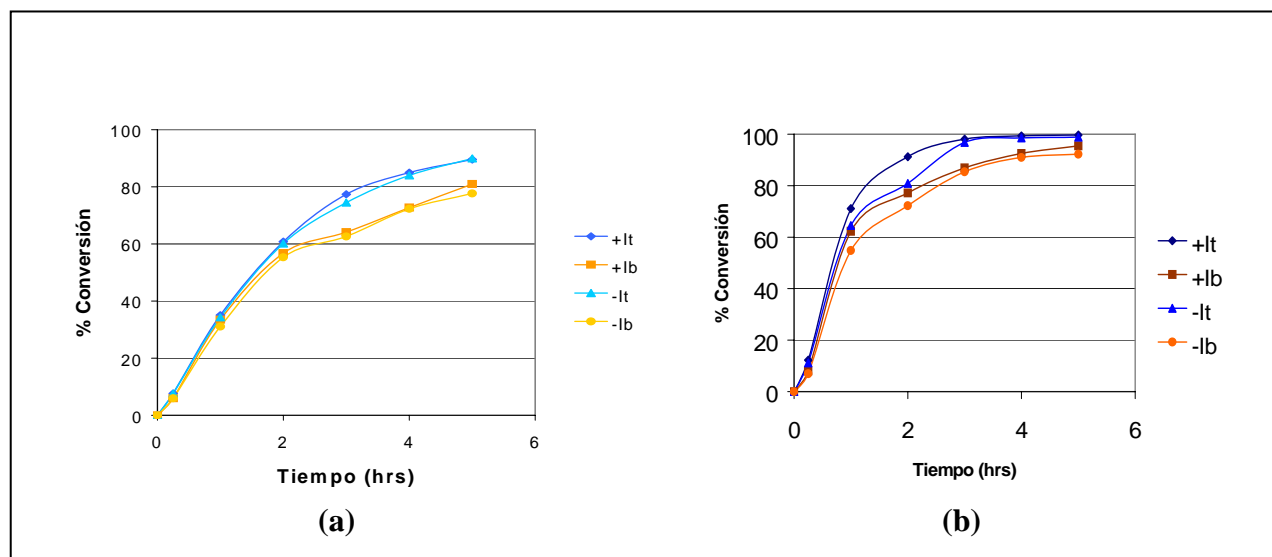 100
80
60
40
20
0
% Conversión
0 2 4 6
Tiempo (hrs)
+It
+Ib
-It
-Ib
(a)
100
80
60
40
20
0
% Conversión
0 2 4 6
Tiempo (hrs)
+It
+Ib
-It
-Ib
(b)